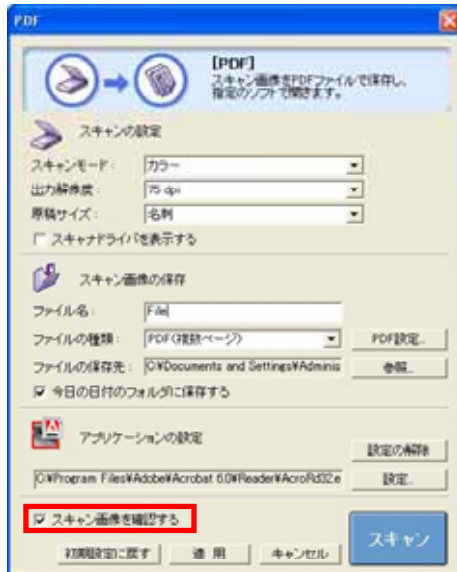 PDF
[PDF]
スキャン画像をPDFファイルで保存し、
指定のソフトで開きます。
スキャンの設定
スキャンモード: カラー
出力解像度: 75 dpi
原稿サイズ: 名刺
スキャナドライバを表示する
スキャン画像の保存
ファイル名: File
ファイルの種類: PDF(複数ページ) PDF設定...
ファイルの保存先: C:¥Documents and Settings¥Adminis 参照...
今日の日付のフォルダに保存する
アプリケーションの設定
設定の解除
C:¥Program Files¥Adobe¥Acrobat 6.0¥Reader¥AcroRd32.e 設定...
スキャン画像を確認する
初期設定に戻す 適用 キャンセル スキャン